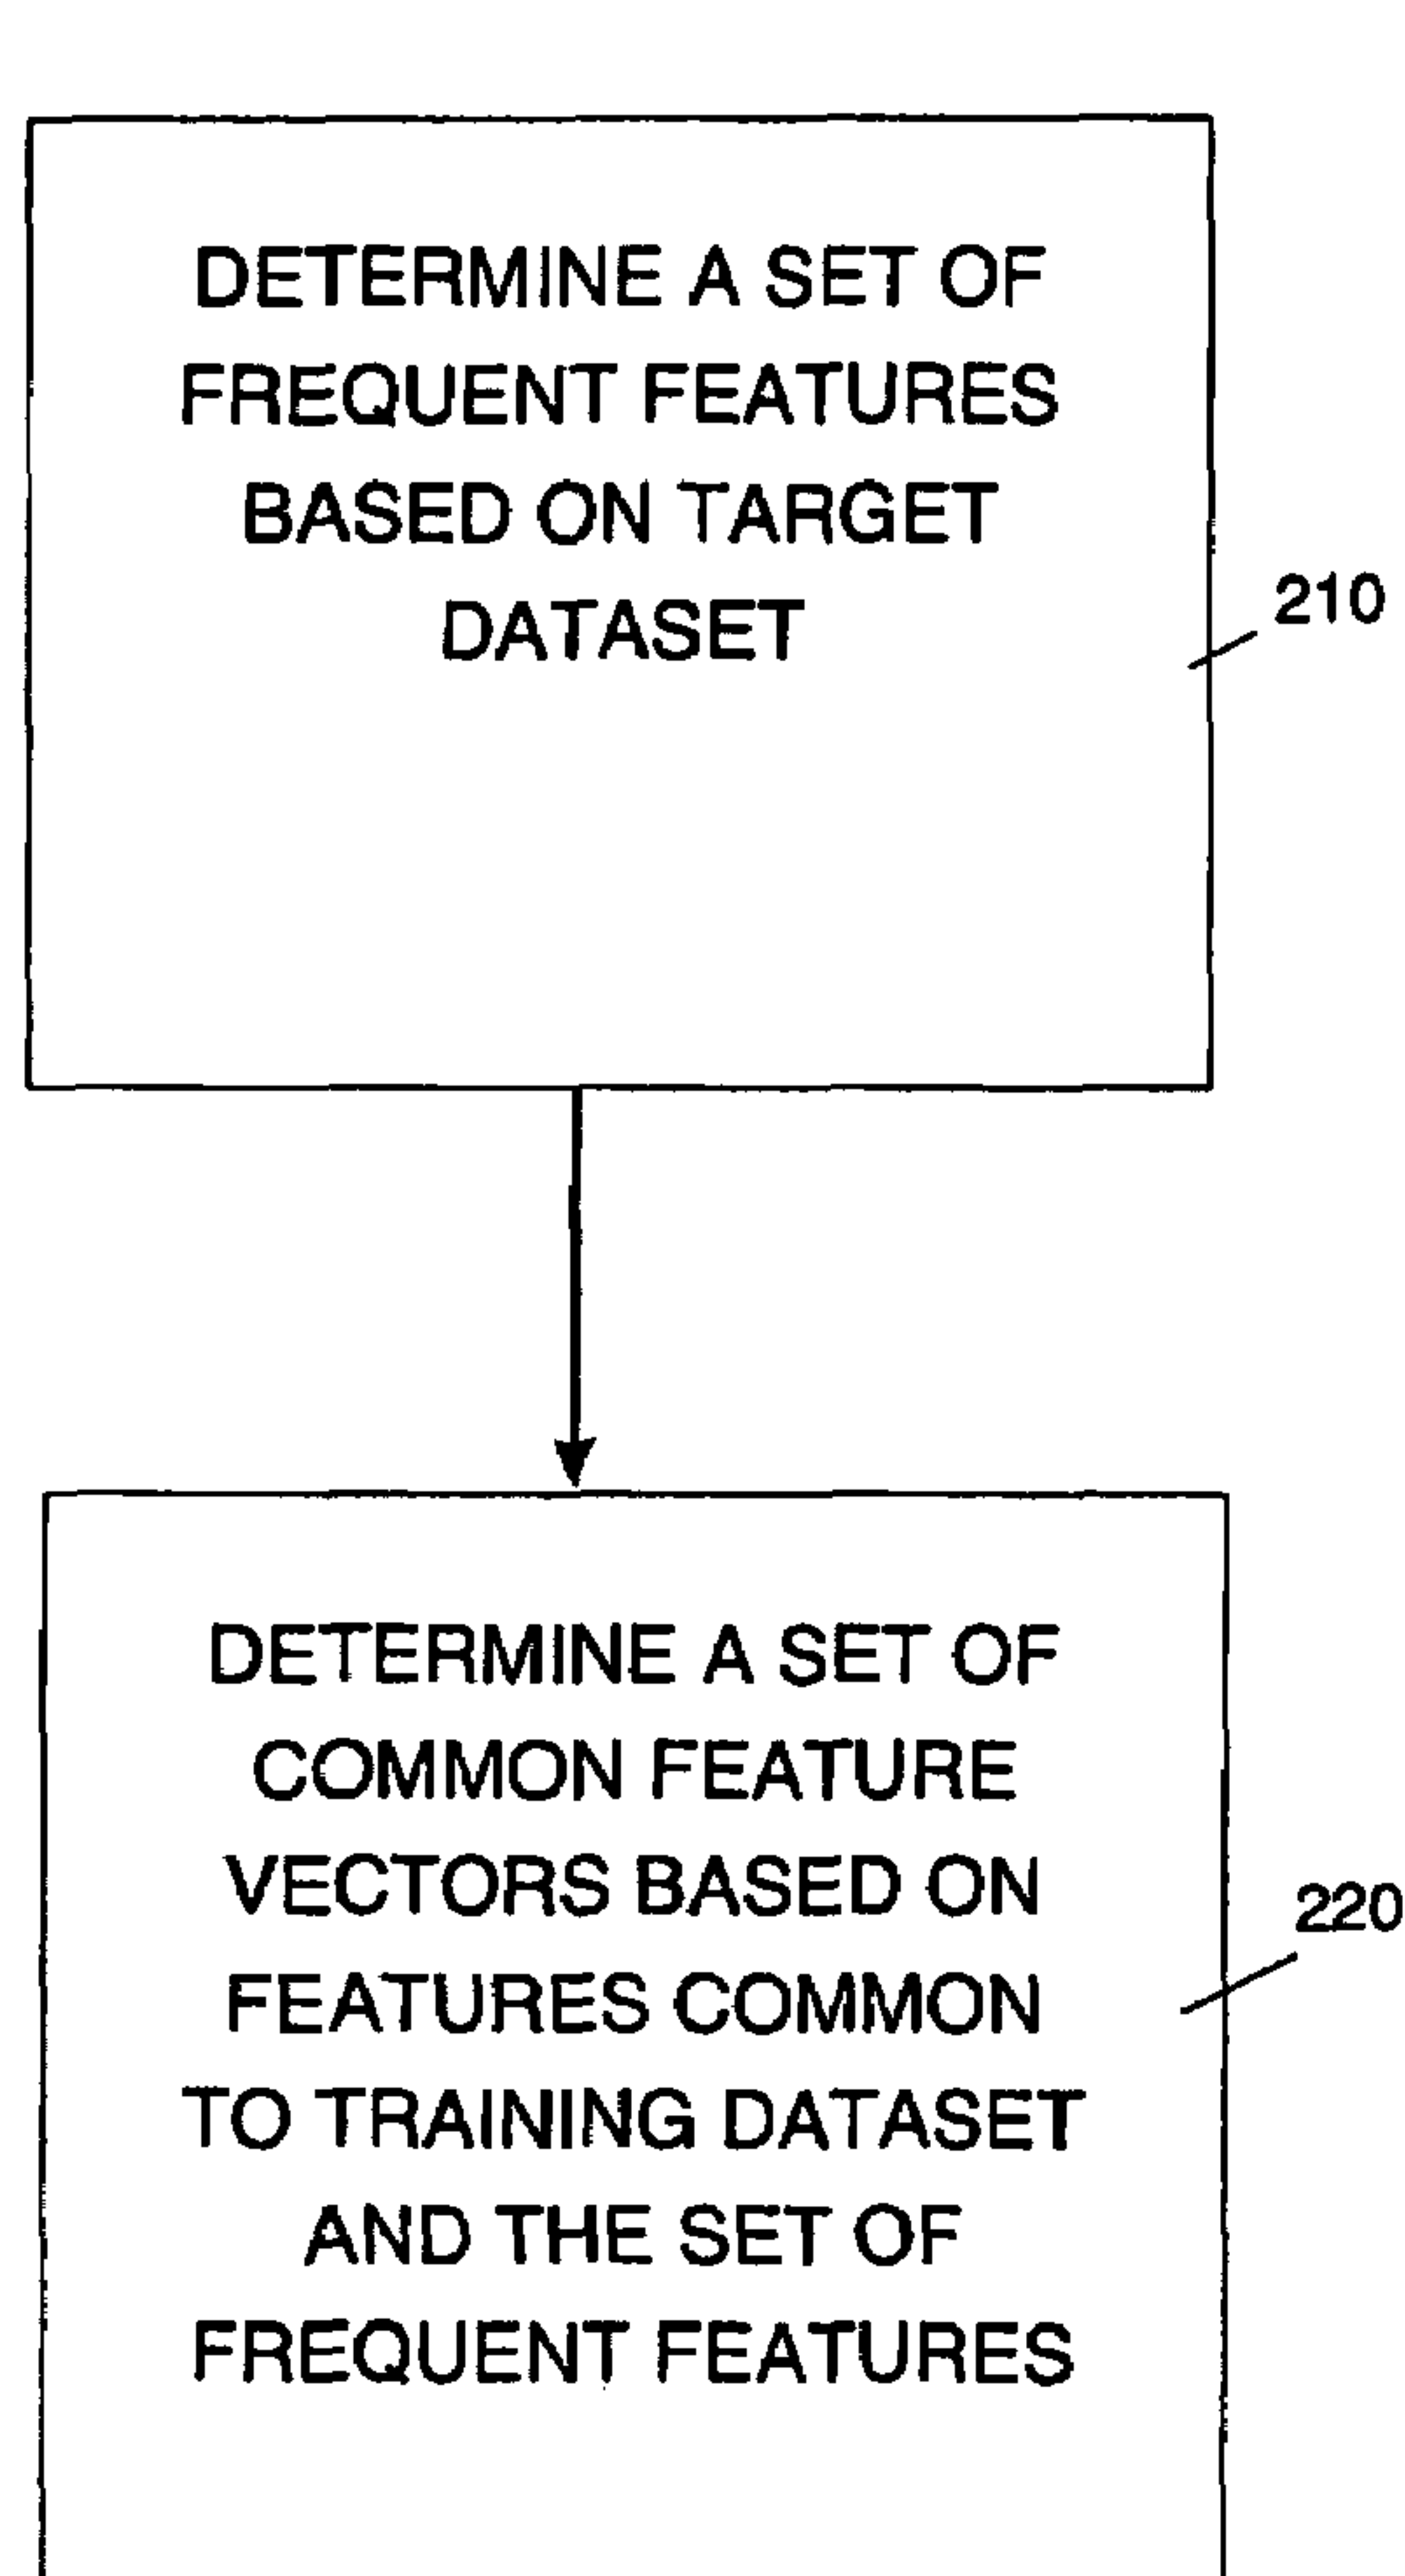 DETERMINE A SET OF
FREQUENT FEATURES
BASED ON TARGET
DATASET
210
DETERMINE A SET OF
COMMON FEATURE
VECTORS BASED ON
FEATURES COMMON
TO TRAINING DATASET
AND THE SET OF
FREQUENT FEATURES
220